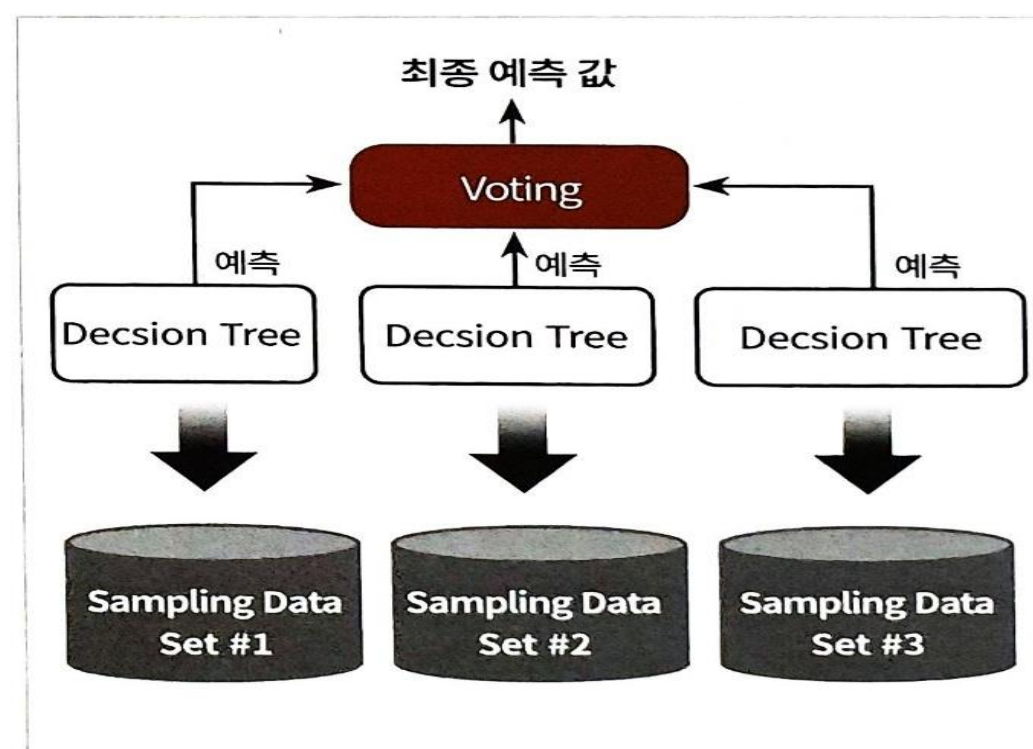 최종 예측 값
Voting
예측
예측
예측
Decsion Tree
Decsion Tree
Decsion Tree
Sampling Data
Set #1
Sampling Data
Set #2
Sampling Data
Set #3